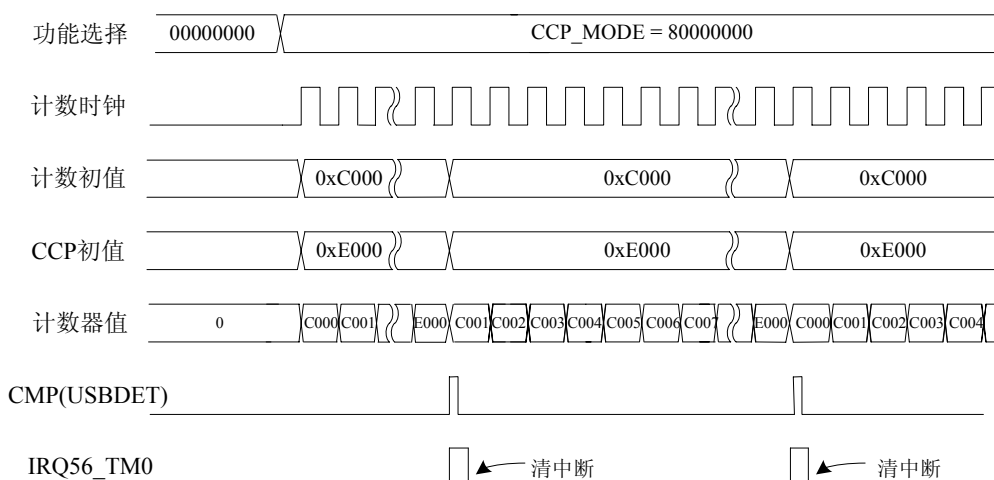 功能选择 00000000 CCP_MODE = 80000000
计数时钟
计数初值 0xC000 0xC000 0xC000
CCP初值 0xE000 0xE000 0xE000
计数器值 0 C000 C001 E000 C001 C002 C003 C004 C005 C006 C007 E000 C000 C001 C002 C003 C004
CMP(USBDET)
IRQ56_TM0 清中断 清中断